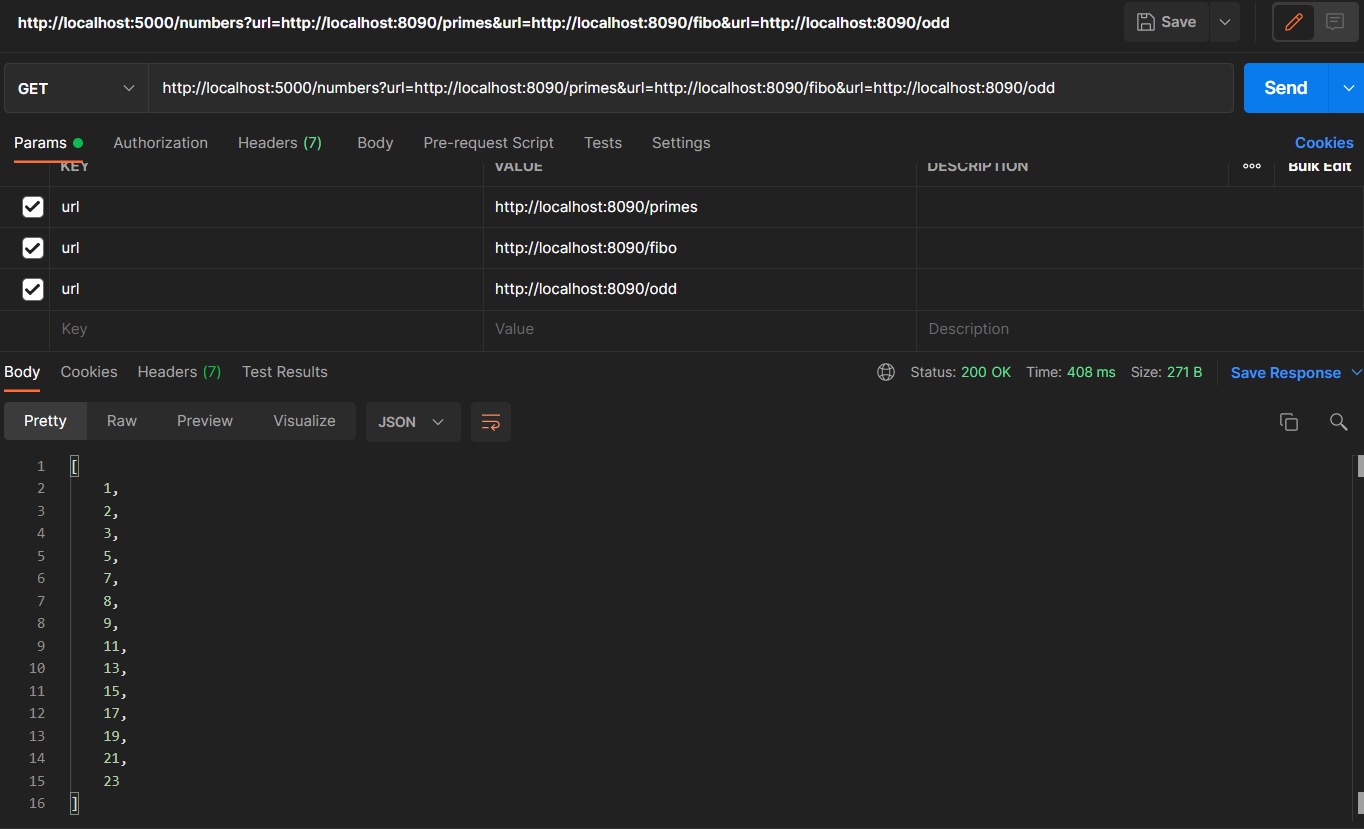 http://localhost:5000/numbers?url=http://localhost:8090/primes&url=http://localhost:8090/fibo&url=http://localhost:8090/odd Save
GET http://localhost:5000/numbers?url=http://localhost:8090/primes&url=http://localhost:8090/fibo&url=http://localhost:8090/odd Send
Params Authorization Headers (7) Body Pre-request Script Tests Settings Cookies
KEY VALUE DESCRIPTION Bulk Edit
url http://localhost:8090/primes
url http://localhost:8090/fibo
url http://localhost:8090/odd
Key Value Description
Body Cookies Headers (7) Test Results Status: 200 OK Time: 408 ms Size: 271 B Save Response
Pretty Raw Preview Visualize JSON
1 [
2 1,
3 2,
4 3,
5 5,
6 7,
7 8,
8 9,
9 11,
10 13,
11 15,
12 17,
13 19,
14 21,
15 23
16 ]